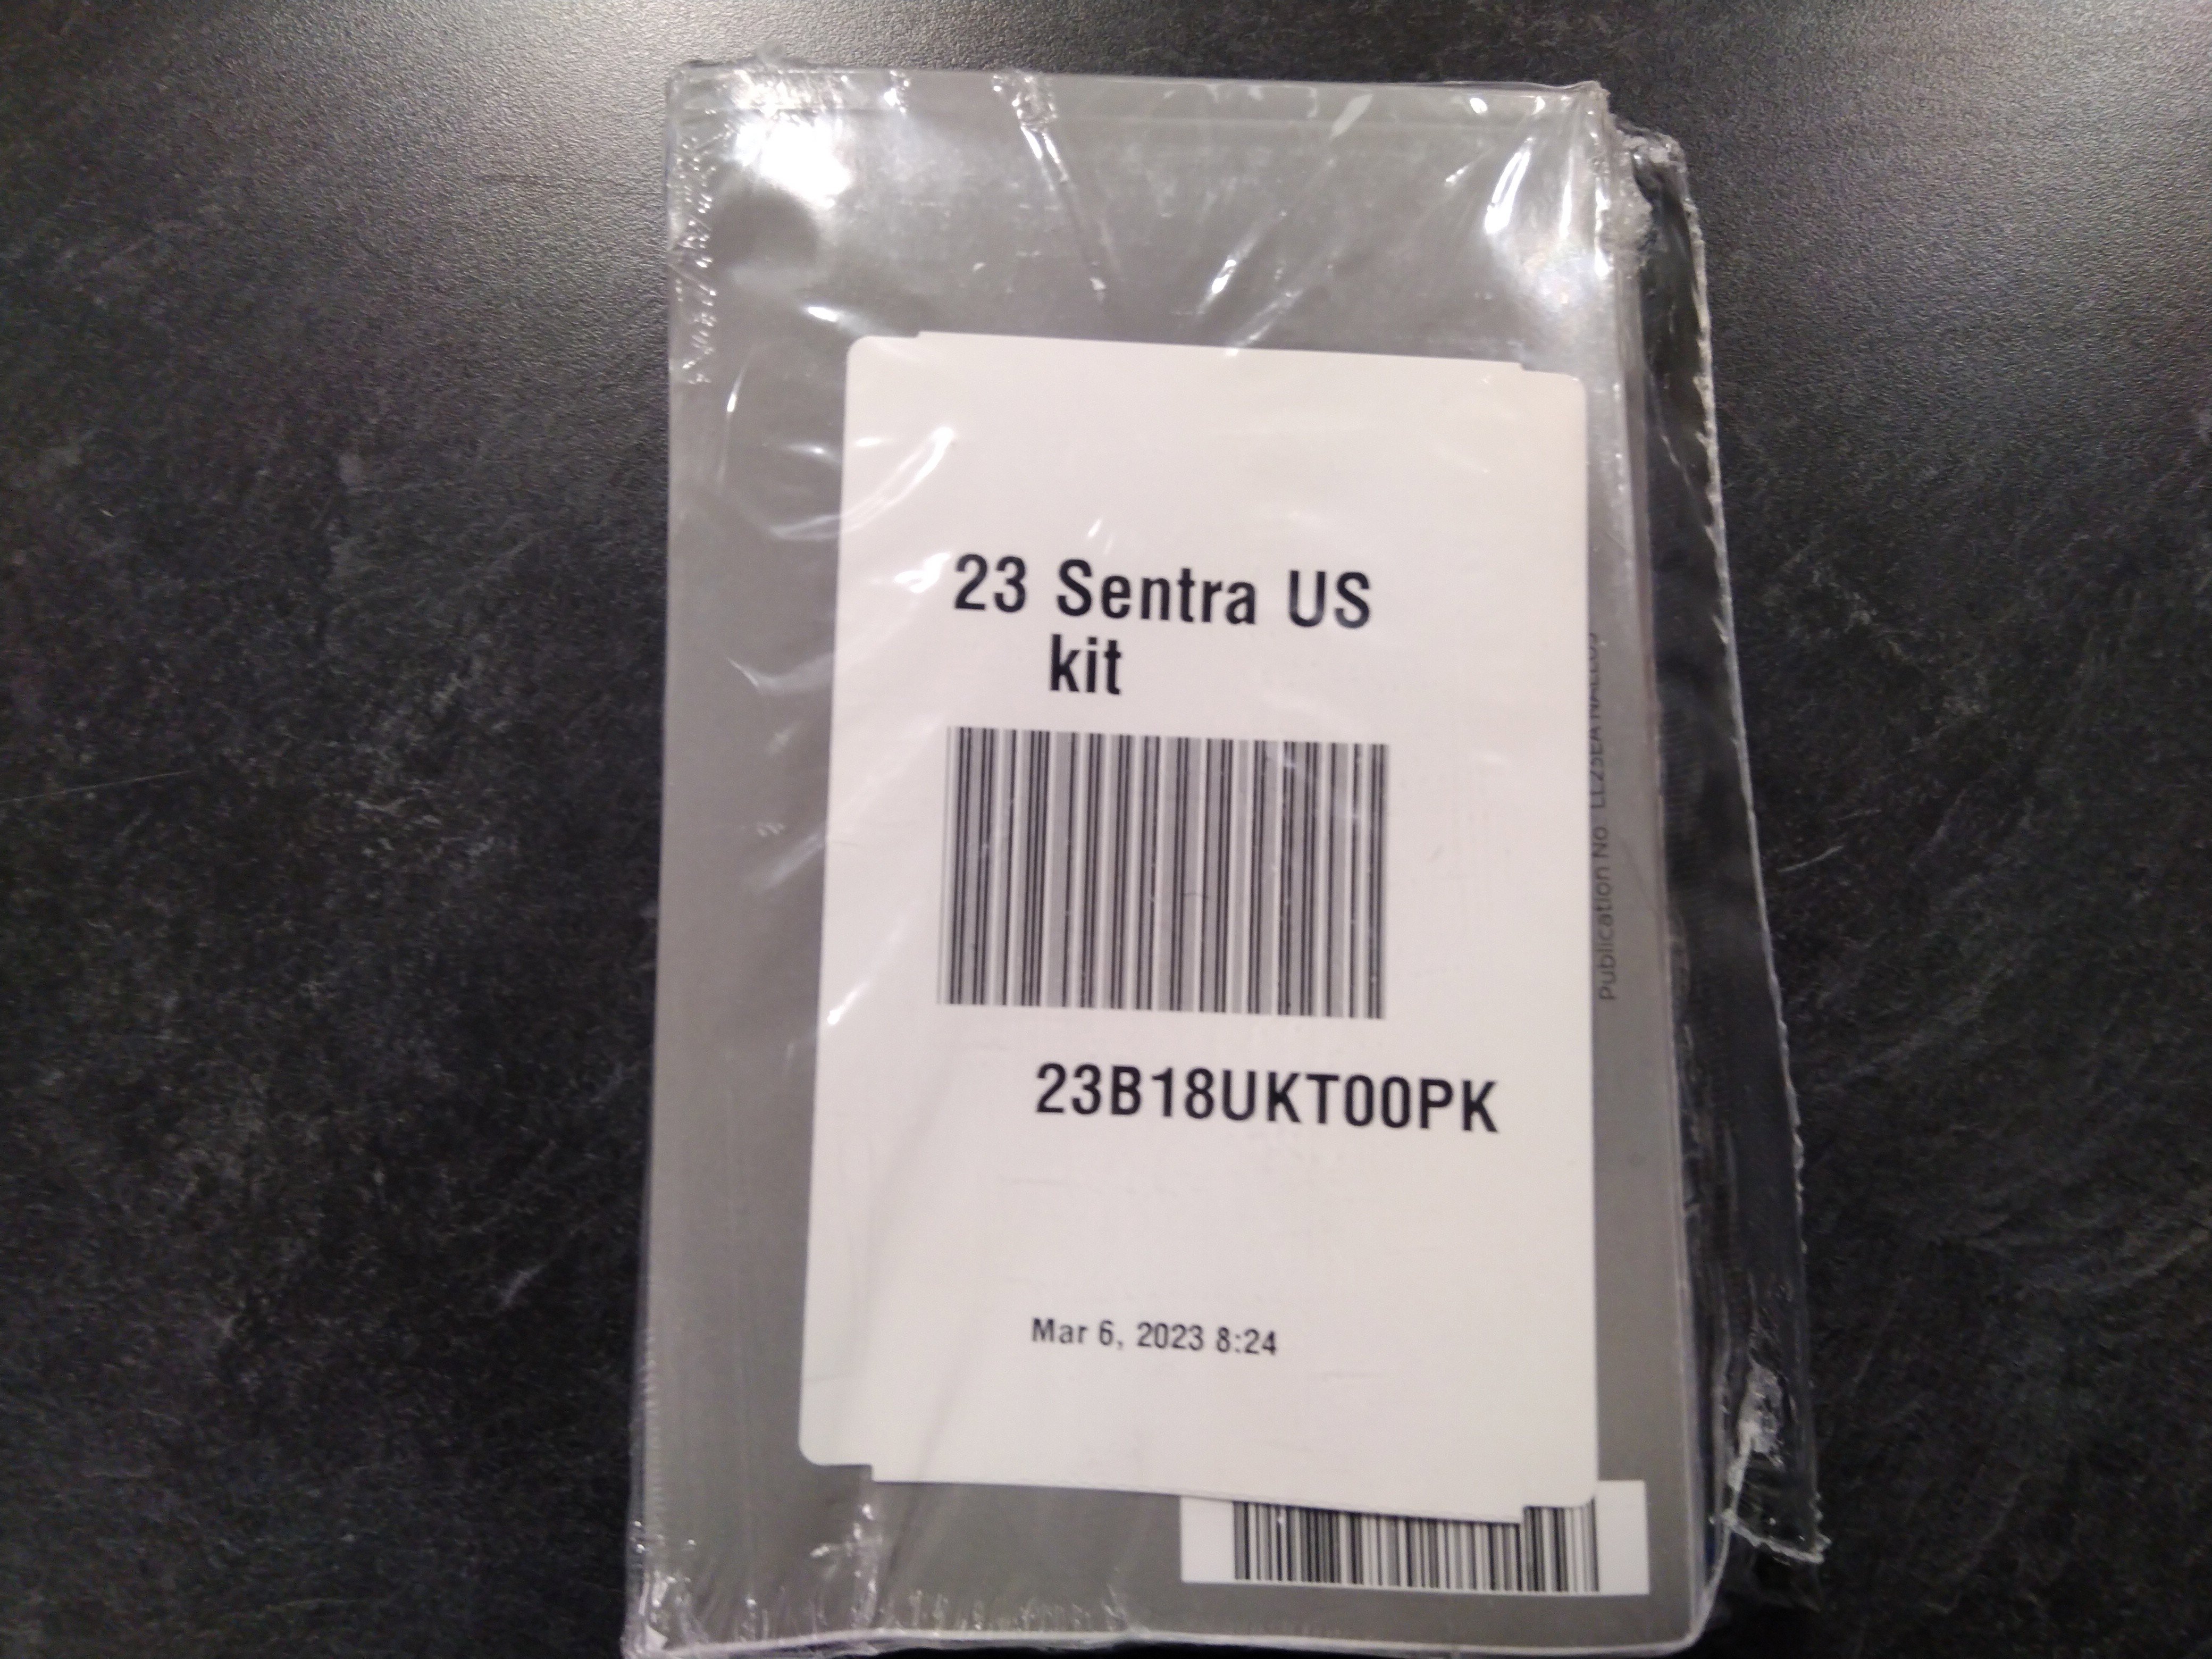 23 Sentra US
kit
23B18UKT00PK
Mar 6, 2023 8:24
Publication No